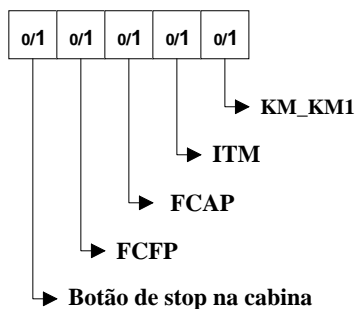 0/1 0/1 0/1 0/1 0/1
KM_KM1
ITM
FCAP
FCFP
Botão de stop na cabina